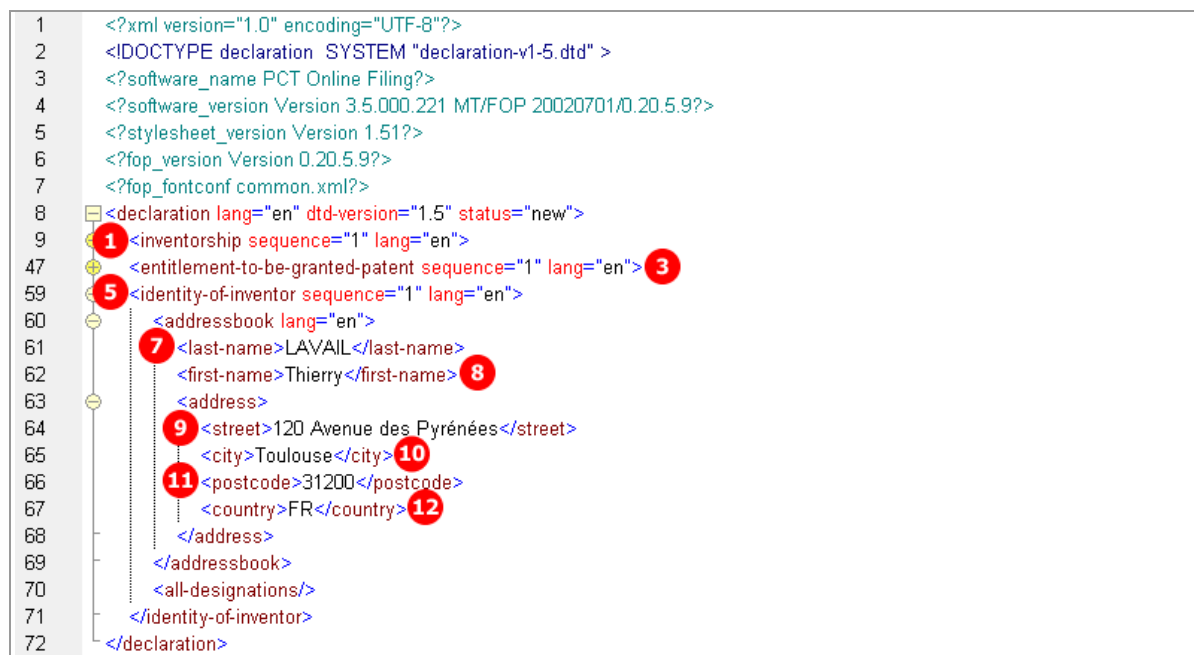 1 <?xml version="1.0" encoding="UTF-8"?>
2 <!DOCTYPE declaration  SYSTEM "declaration-v1-5.dtd" >
3 <?software_name PCT Online Filing?>
4 <?software_version Version 3.5.000.221 MT/FOP 20020701/0.20.5.9?>
5 <?stylesheet_version Version 1.51?>
6 <?fop_version Version 0.20.5.9?>
7 <?fop_fontconf common.xml?>
8 <declaration lang="en" dtd-version="1.5" status="new">
9 1 <inventorship sequence="1" lang="en">
47 <entitlement-to-be-granted-patent sequence="1" lang="en"> 3
59 5 <identity-of-inventor sequence="1" lang="en">
60 <addressbook lang="en">
61 7 <last-name>LAVAIL</last-name>
62 <first-name>Thierry</first-name> 8
63 <address>
64 9 <street>120 Avenue des Pyrénées</street>
65 <city>Toulouse</city> 10
66 11 <postcode>31200</postcode>
67 <country>FR</country> 12
68 </address>
69 </addressbook>
70 <all-designations/>
71 </identity-of-inventor>
72 </declaration>